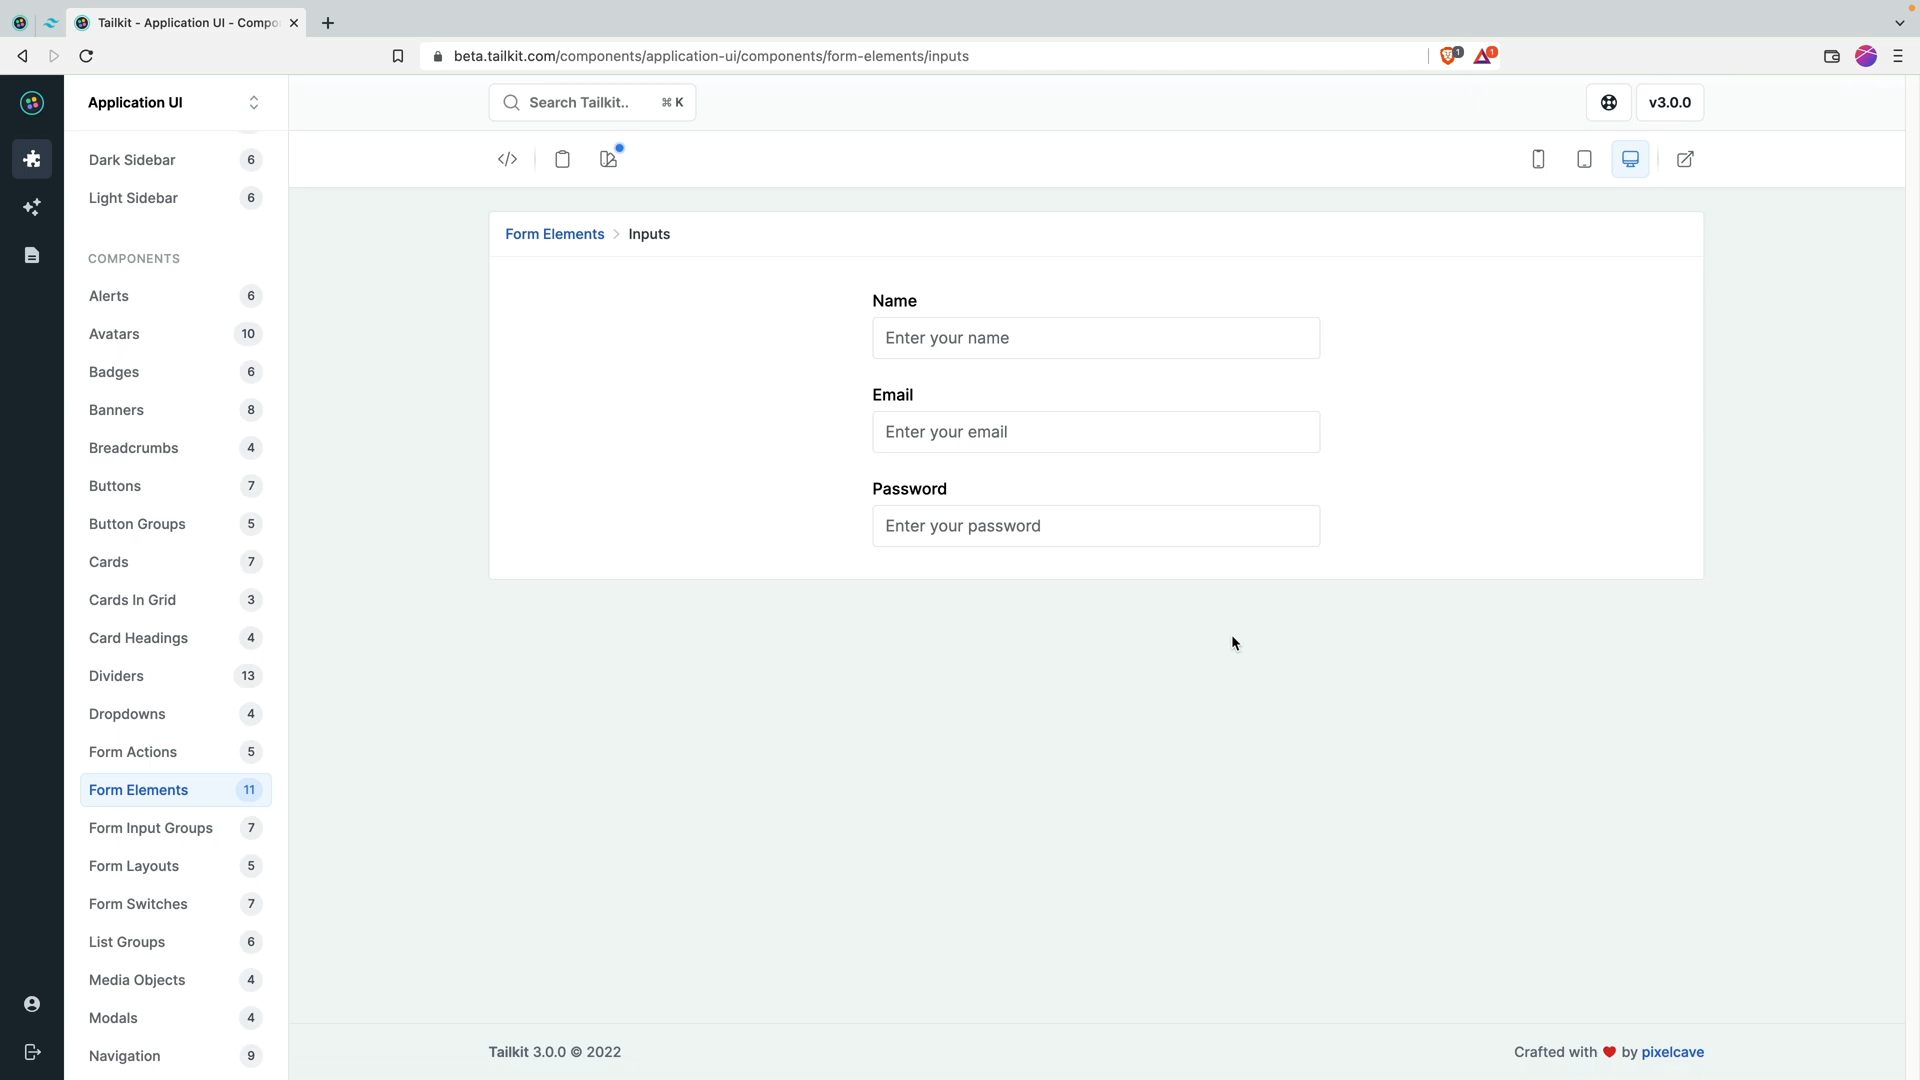 Tailkit - Application UI - Compo
beta.tailkit.com/components/application-ui/components/form-elements/inputs
1
1
Application UI
Search Tailkit..
⌘ K
v3.0.0
Dark Sidebar 6
Light Sidebar 6
COMPONENTS
Alerts 6
Avatars 10
Badges 6
Banners 8
Breadcrumbs 4
Buttons 7
Button Groups 5
Cards 7
Cards In Grid 3
Card Headings 4
Dividers 13
Dropdowns 4
Form Actions 5
Form Elements 11
Form Input Groups 7
Form Layouts 5
Form Switches 7
List Groups 6
Media Objects 4
Modals 4
Navigation 9
Form Elements > Inputs
Name
Enter your name
Email
Enter your email
Password
Enter your password
Tailkit 3.0.0 © 2022
Crafted with ❤ by pixelcave